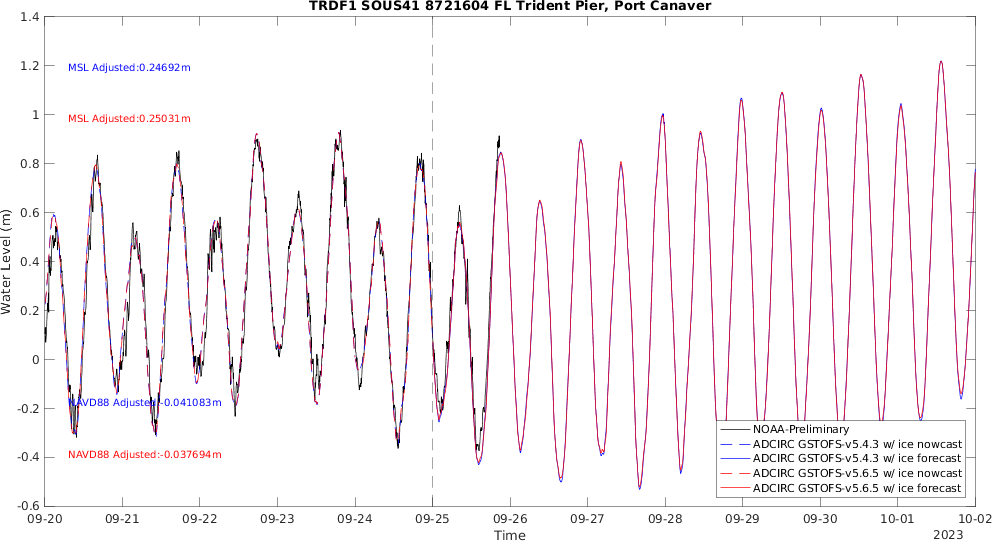 TRDF1 SOUS41 8721604 FL Trident Pier, Port Canaver
1.4
1.2
1
0.8
0.6
0.4
0.2
0
-0.2
-0.4
-0.6
Water Level (m)
MSL Adjusted:0.24692m
MSL Adjusted:0.25031m
NAVD88 Adjusted:-0.041083m
NAVD88 Adjusted:-0.037694m
NOAA-Preliminary
ADCIRC GSTOFS-v5.4.3 w/ ice nowcast
ADCIRC GSTOFS-v5.4.3 w/ ice forecast
ADCIRC GSTOFS-v5.6.5 w/ ice nowcast
ADCIRC GSTOFS-v5.6.5 w/ ice forecast
09-20 09-21 09-22 09-23 09-24 09-25 09-26 09-27 09-28 09-29 09-30 10-01 10-02
Time
2023